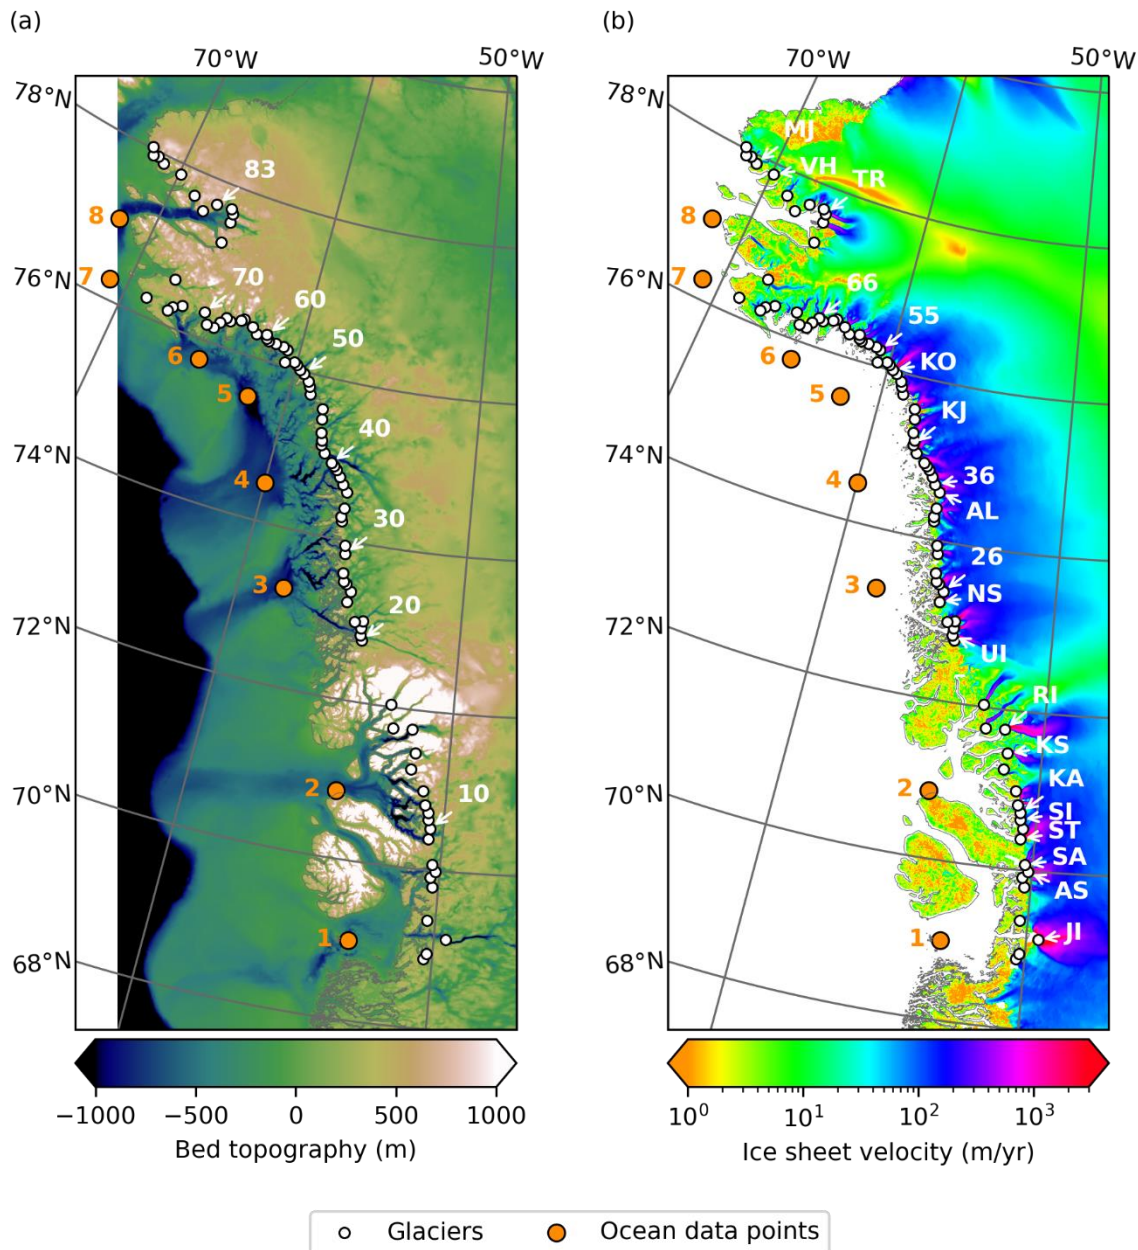 (a)
(b)
70°W
50°W
70°W
50°W
78°N
76°N
74°N
72°N
70°N
68°N
83
8
7
70
60
50
6
5
40
4
30
3
20
2
10
1
78°N
76°N
74°N
72°N
70°N
68°N
MJ
VH
TR
8
7
66
55
6
KO
5
KJ
4
36
AL
26
3
NS
UI
RI
KS
KA
2
SI
ST
SA
AS
1
JI
−1000 −500 0 500 1000
Bed topography (m)
10⁰ 10¹ 10² 10³
Ice sheet velocity (m/yr)
Glaciers
Ocean data points